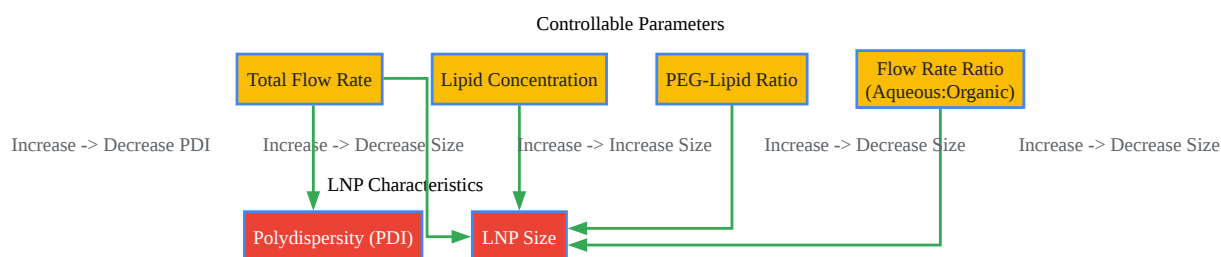 Controllable Parameters
Total Flow Rate
Lipid Concentration
PEG-Lipid Ratio
Flow Rate Ratio
(Aqueous:Organic)
Increase -> Decrease PDI
Increase -> Decrease Size
Increase -> Increase Size
Increase -> Decrease Size
Increase -> Decrease Size
LNP Characteristics
Polydispersity (PDI)
LNP Size